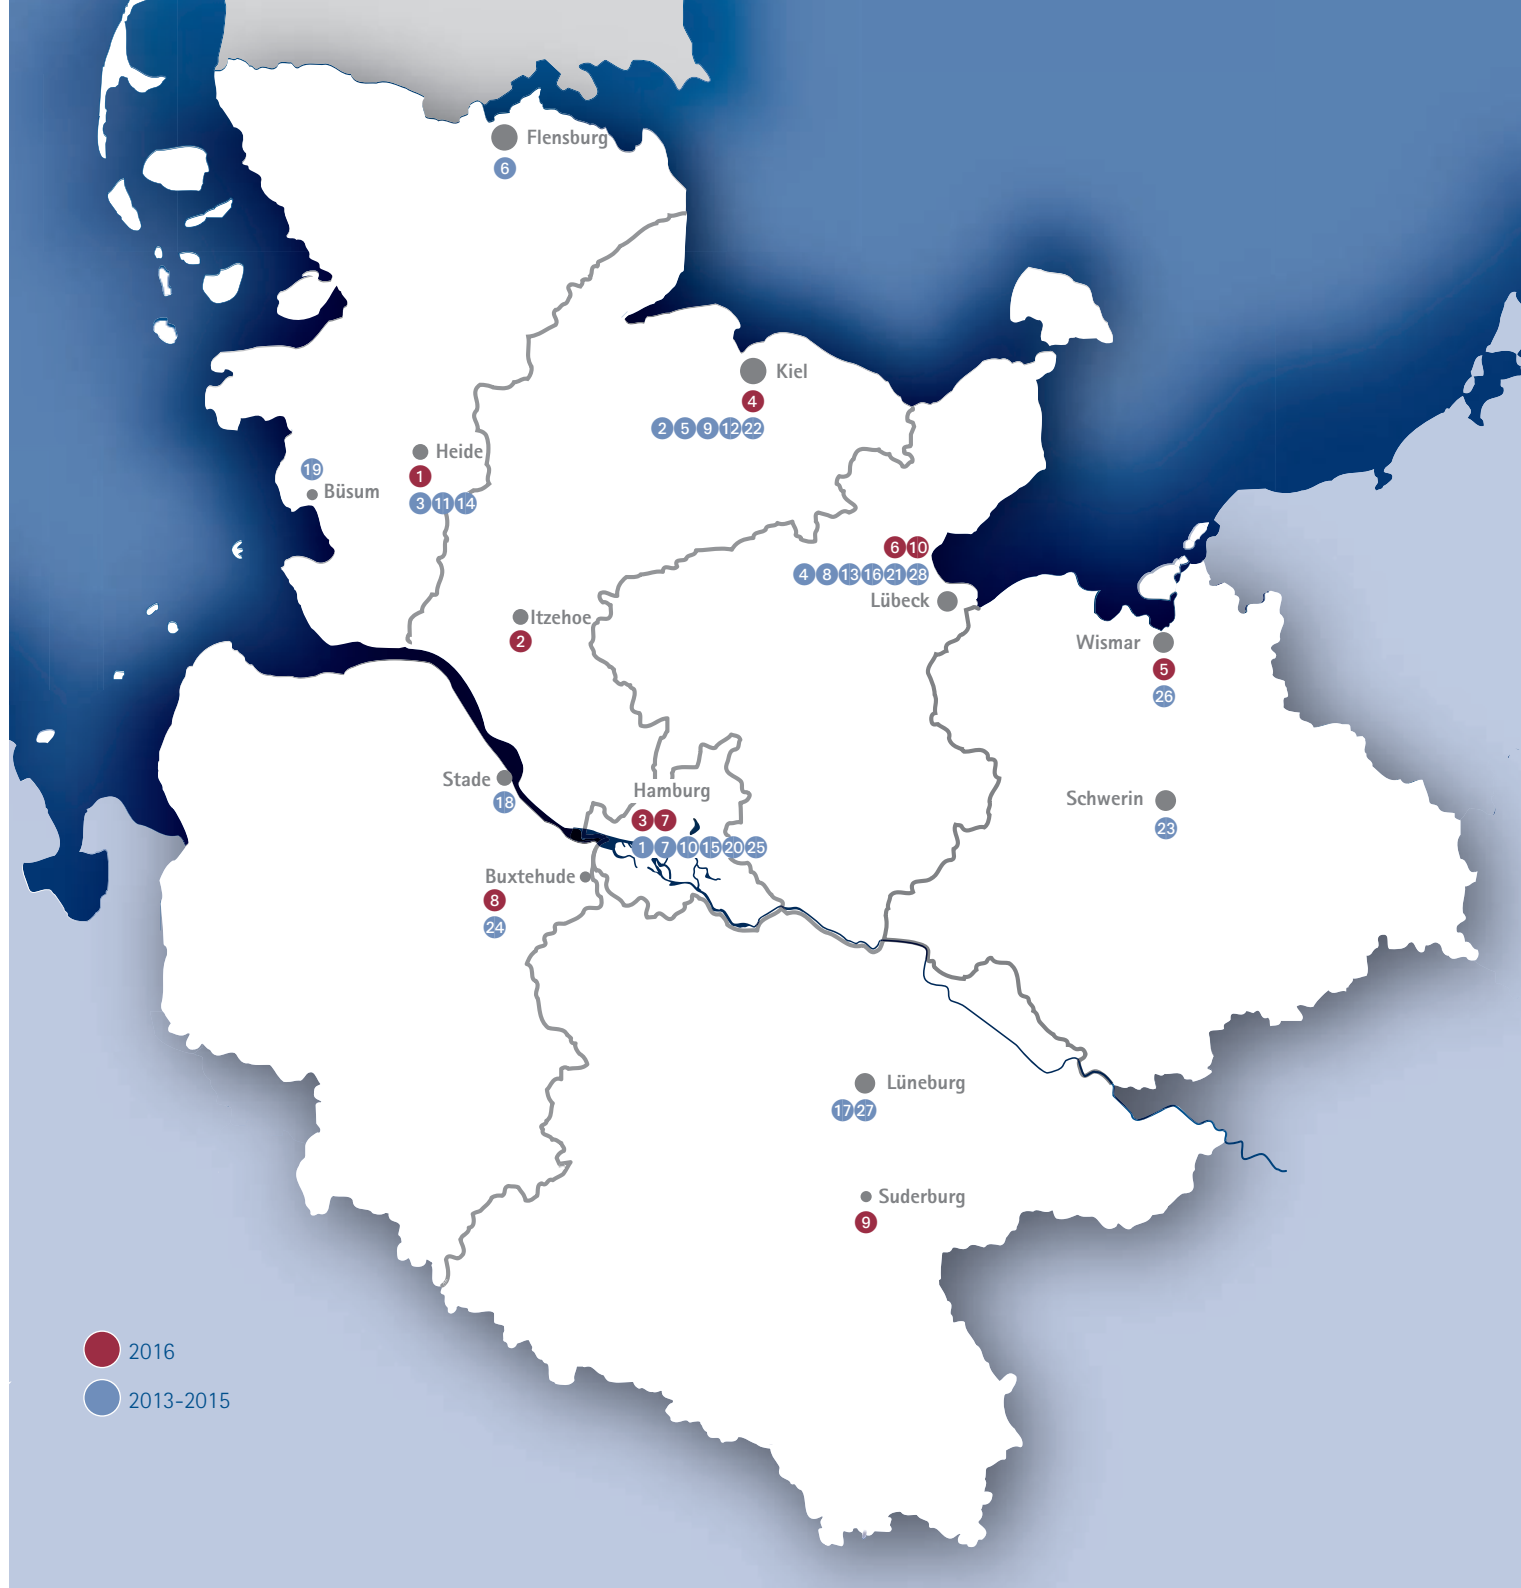 Flensburg
6
Kiel
4
2 5 9 12 22
Heide
1
3 11 14
19
Büsum
6 10
4 8 13 16 21 28
Lübeck
Itzehoe
2
Wismar
5
26
Stade
18
Hamburg
3 7
1 7 10 15 20 25
Schwerin
23
Buxtehude
8
24
Lüneburg
17 27
Suderburg
9
2016
2013-2015